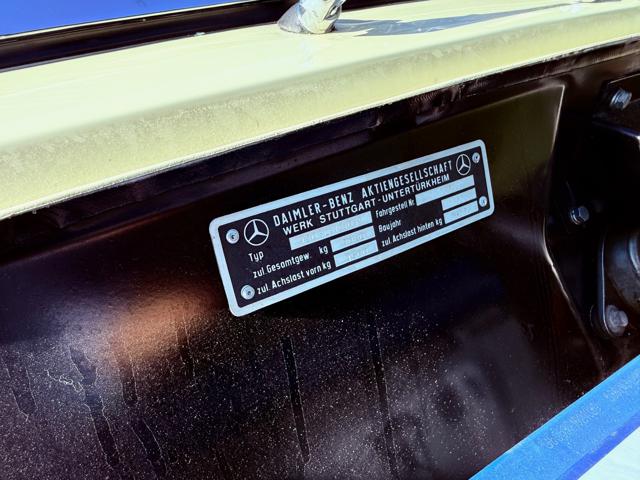 DAIMLER-BENZ AKTIENGESELLSCHAFT
WERK STUTTGART-UNTERTÜRKHEIM
Typ Fahrgestell Nr.
zul. Gesamtgew. kg Baujahr
zul. Achslast vorn kg zul. Achslast hinten kg